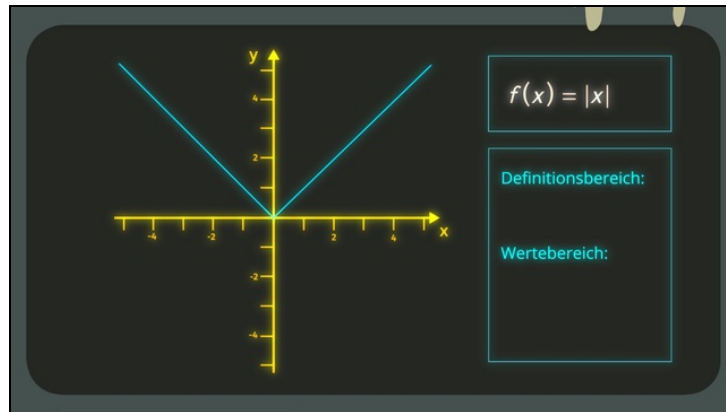 y
f(x) = |x|
4
2
Definitionsbereich:
-4
-2
2
4
x
Wertebereich:
-2
-4